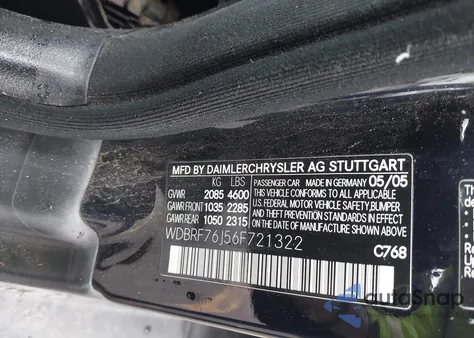 MFD BY DAIMLERCHRYSLER AG STUTTGART
KG LBS
GVWR 2085 4600
GAWR FRONT 1035 2285
GAWR REAR 1050 2315
PASSENGER CAR MADE IN GERMANY 05/05
THIS VEHICLE CONFORMS TO ALL APPLICABLE
U.S. FEDERAL MOTOR VEHICLE SAFETY, BUMPER
AND THEFT PREVENTION STANDARDS IN EFFECT
ON THE DATE OF MANUFACTURE SHOWN ABOVE.
WDBRF76J56F721322
C768
autoSnap